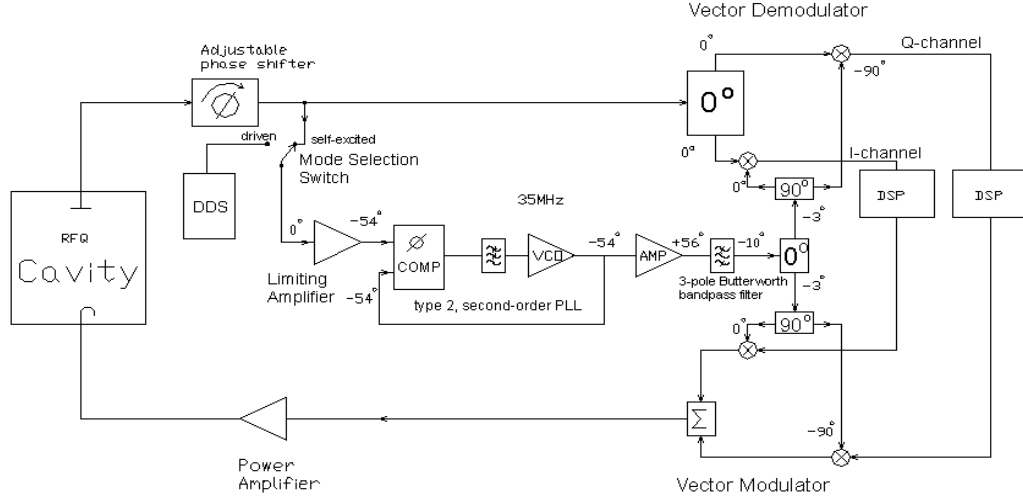 Vector Demodulator
Adjustable
phase shifter
0°
Q-channel
-90°
0°
driven
self-excited
0°
I-channel
Mode Selection
Switch
0°
90°
DSP
DSP
DDS
35MHz
-3°
RFQ
Cavity
0°
-54°
COMP
VCO
-54°
AMP
+56°
-10°
0°
Limiting
Amplifier
-54°
3-pole Butterworth
bandpass filter
-3°
type 2, second-order PLL
0°
90°
Σ
-90°
Power
Amplifier
Vector Modulator